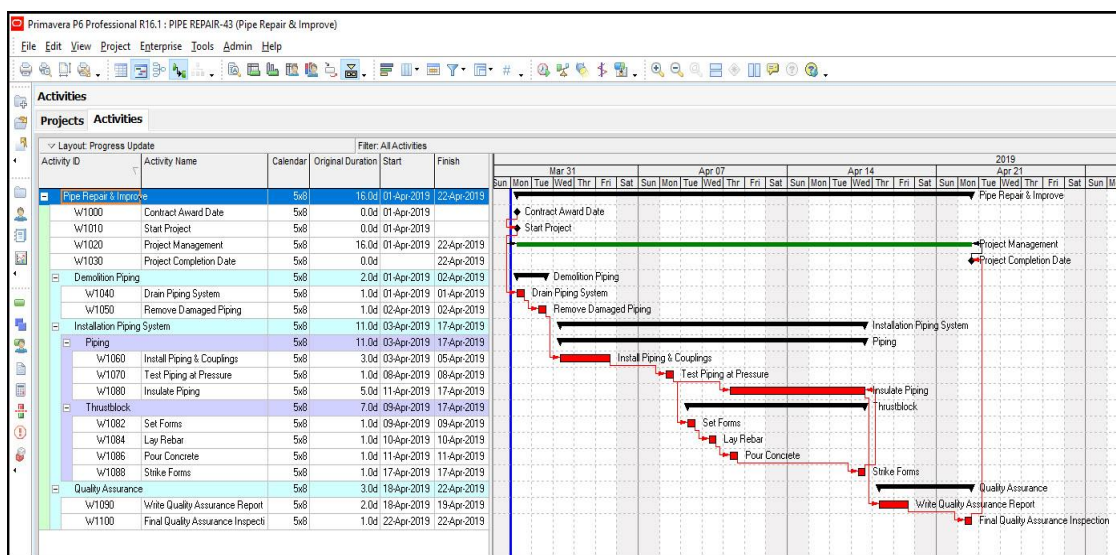 Primavera P6 Professional R16.1 : PIPE REPAIR-43 (Pipe Repair & Improve)
File Edit View Project Enterprise Tools Admin Help
Activities
Projects Activities
Layout: Progress Update Filter: All Activities
Activity ID Activity Name Calendar Original Duration Start Finish
2019
Mar 31 Apr 07 Apr 14 Apr 21
Sun Mon Tue Wed Thr Fri Sat Sun Mon Tue Wed Thr Fri Sat Sun Mon Tue Wed Thr Fri Sat Sun Mon Tue Wed Thr Fri Sat Sun M
Pipe Repair & Improve 5x8 16.0d 01-Apr-2019 22-Apr-2019 Pipe Repair & Improve
W1000 Contract Award Date 5x8 0.0d 01-Apr-2019 Contract Award Date
W1010 Start Project 5x8 0.0d 01-Apr-2019 Start Project
W1020 Project Management 5x8 16.0d 01-Apr-2019 22-Apr-2019 Project Management
W1030 Project Completion Date 5x8 0.0d 22-Apr-2019 Project Completion Date
Demolition Piping 5x8 2.0d 01-Apr-2019 02-Apr-2019 Demolition Piping
W1040 Drain Piping System 5x8 1.0d 01-Apr-2019 01-Apr-2019 Drain Piping System
W1050 Remove Damaged Piping 5x8 1.0d 02-Apr-2019 02-Apr-2019 Remove Damaged Piping
Installation Piping System 5x8 11.0d 03-Apr-2019 17-Apr-2019 Installation Piping System
Piping 5x8 11.0d 03-Apr-2019 17-Apr-2019 Piping
W1060 Install Piping & Couplings 5x8 3.0d 03-Apr-2019 05-Apr-2019 Install Piping & Couplings
W1070 Test Piping at Pressure 5x8 1.0d 08-Apr-2019 08-Apr-2019 Test Piping at Pressure
W1080 Insulate Piping 5x8 5.0d 11-Apr-2019 17-Apr-2019 Insulate Piping
Thrustblock 5x8 7.0d 09-Apr-2019 17-Apr-2019 Thrustblock
W1082 Set Forms 5x8 1.0d 09-Apr-2019 09-Apr-2019 Set Forms
W1084 Lay Rebar 5x8 1.0d 10-Apr-2019 10-Apr-2019 Lay Rebar
W1086 Pour Concrete 5x8 1.0d 11-Apr-2019 11-Apr-2019 Pour Concrete
W1088 Strike Forms 5x8 1.0d 17-Apr-2019 17-Apr-2019 Strike Forms
Quality Assurance 5x8 3.0d 18-Apr-2019 22-Apr-2019 Quality Assurance
W1090 Write Quality Assurance Report 5x8 2.0d 18-Apr-2019 19-Apr-2019 Write Quality Assurance Report
W1100 Final Quality Assurance Inspecti 5x8 1.0d 22-Apr-2019 22-Apr-2019 Final Quality Assurance Inspection